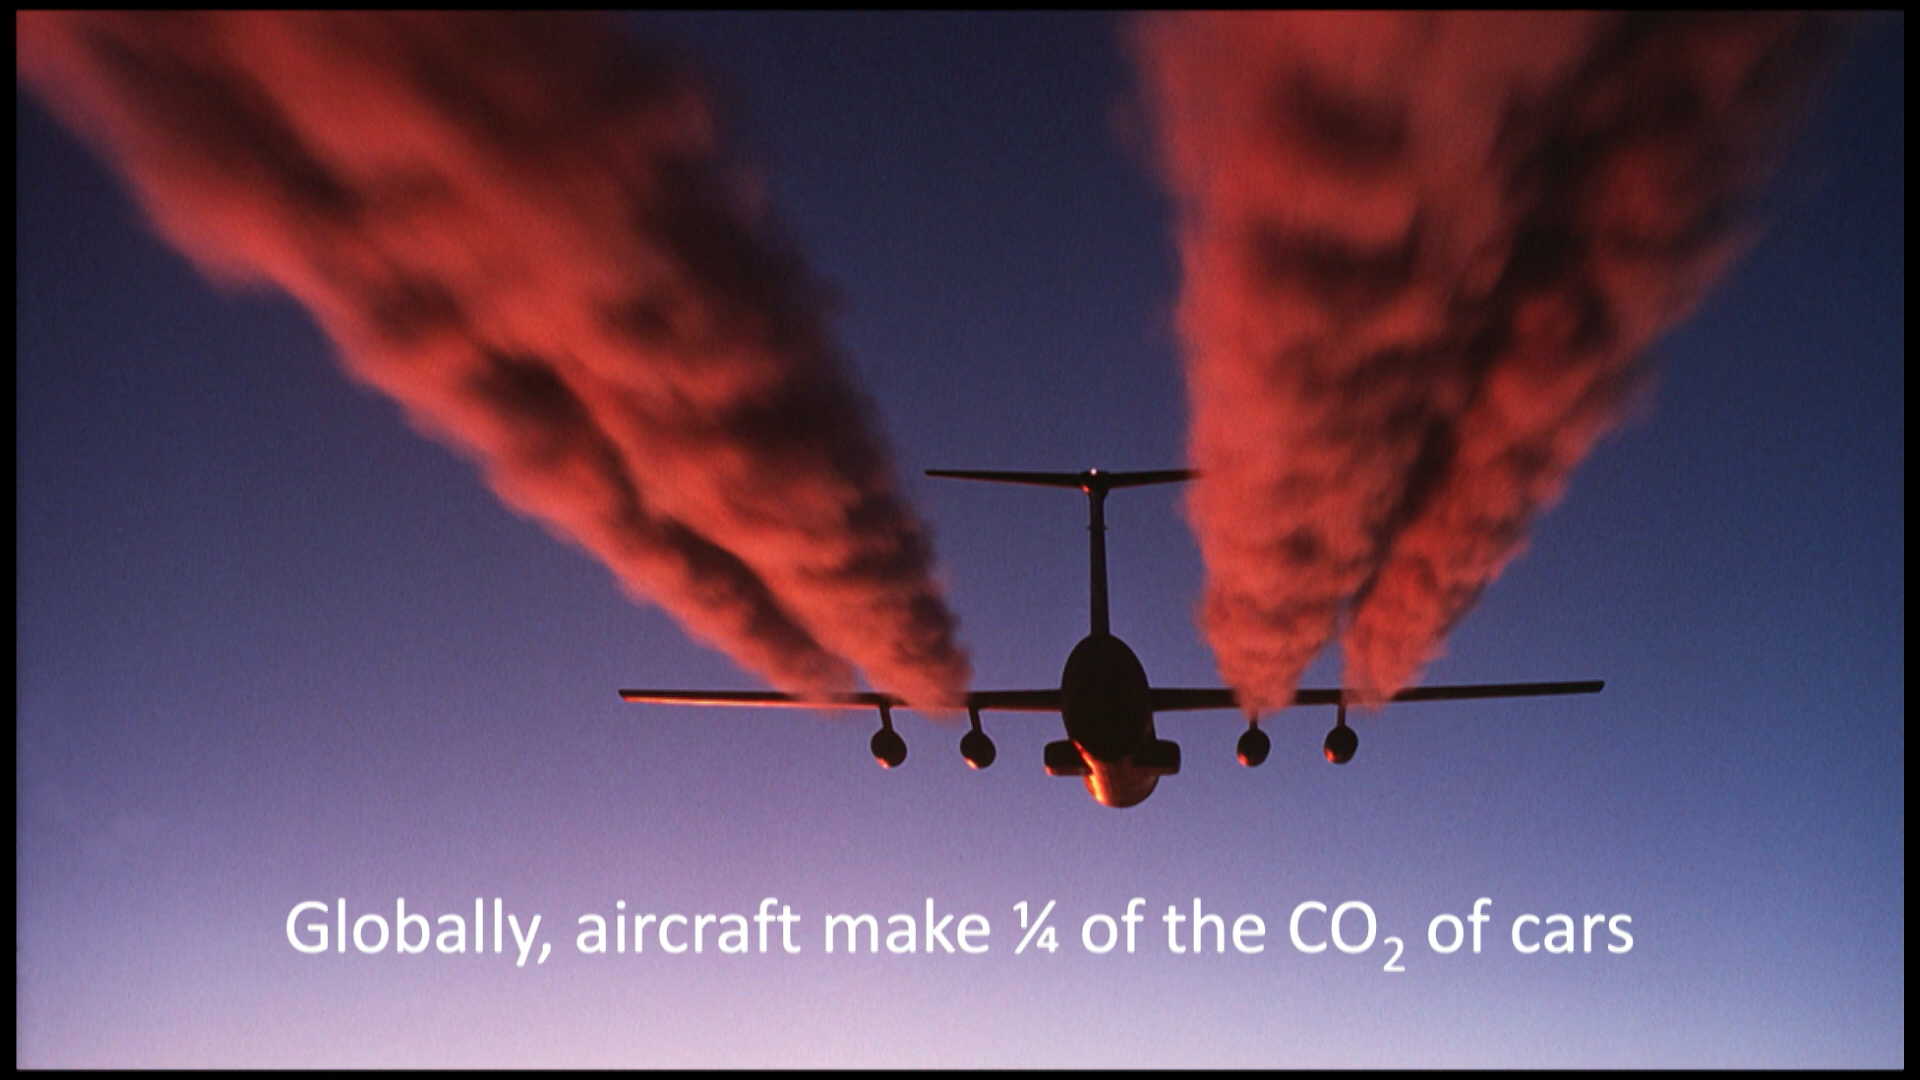 Globally, aircraft make ¼ of the CO₂ of cars